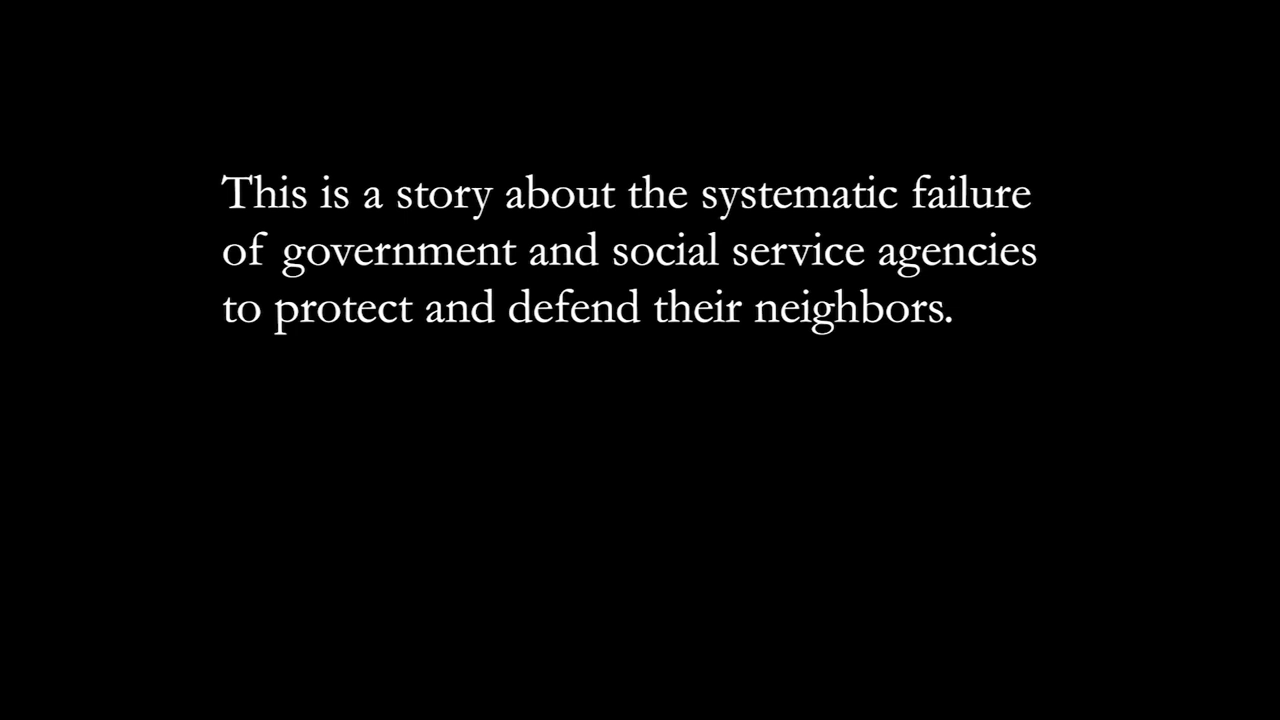 This is a story about the systematic failure
of government and social service agencies
to protect and defend their neighbors.